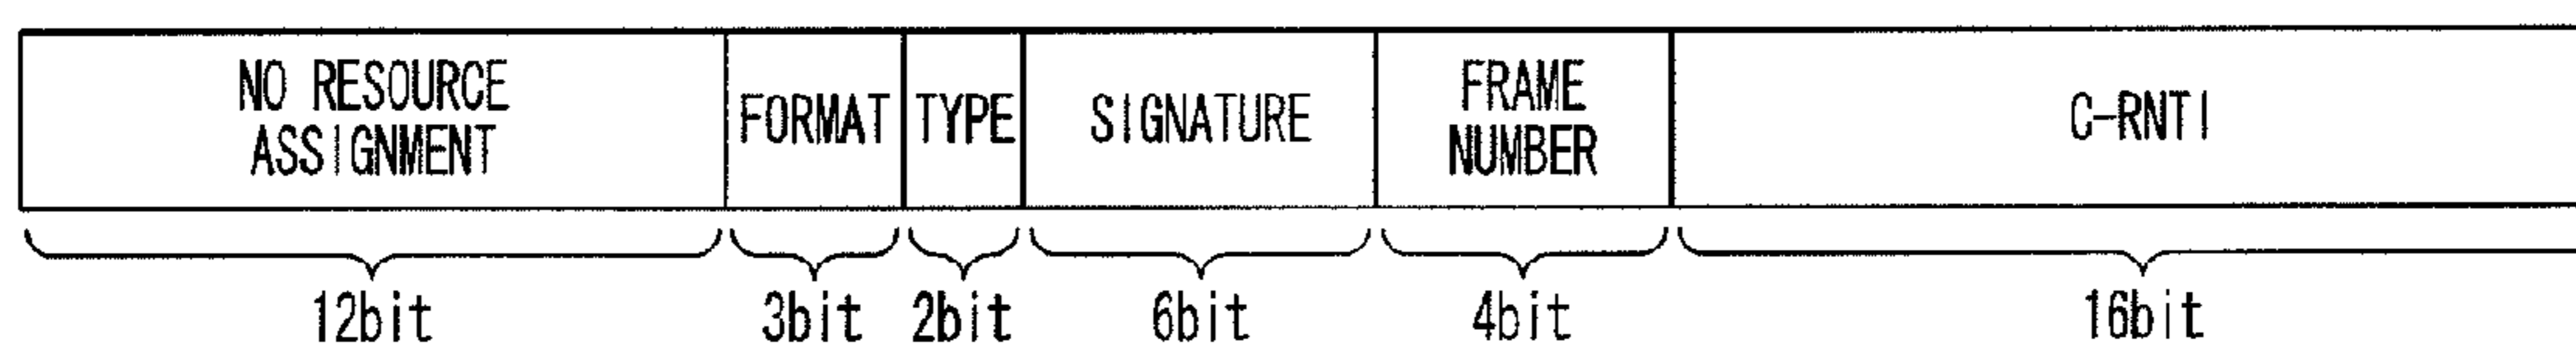 NO RESOURCE
ASSIGNMENT
FORMAT
TYPE
SIGNATURE
FRAME
NUMBER
C-RNTI
12bit
3bit
2bit
6bit
4bit
16bit